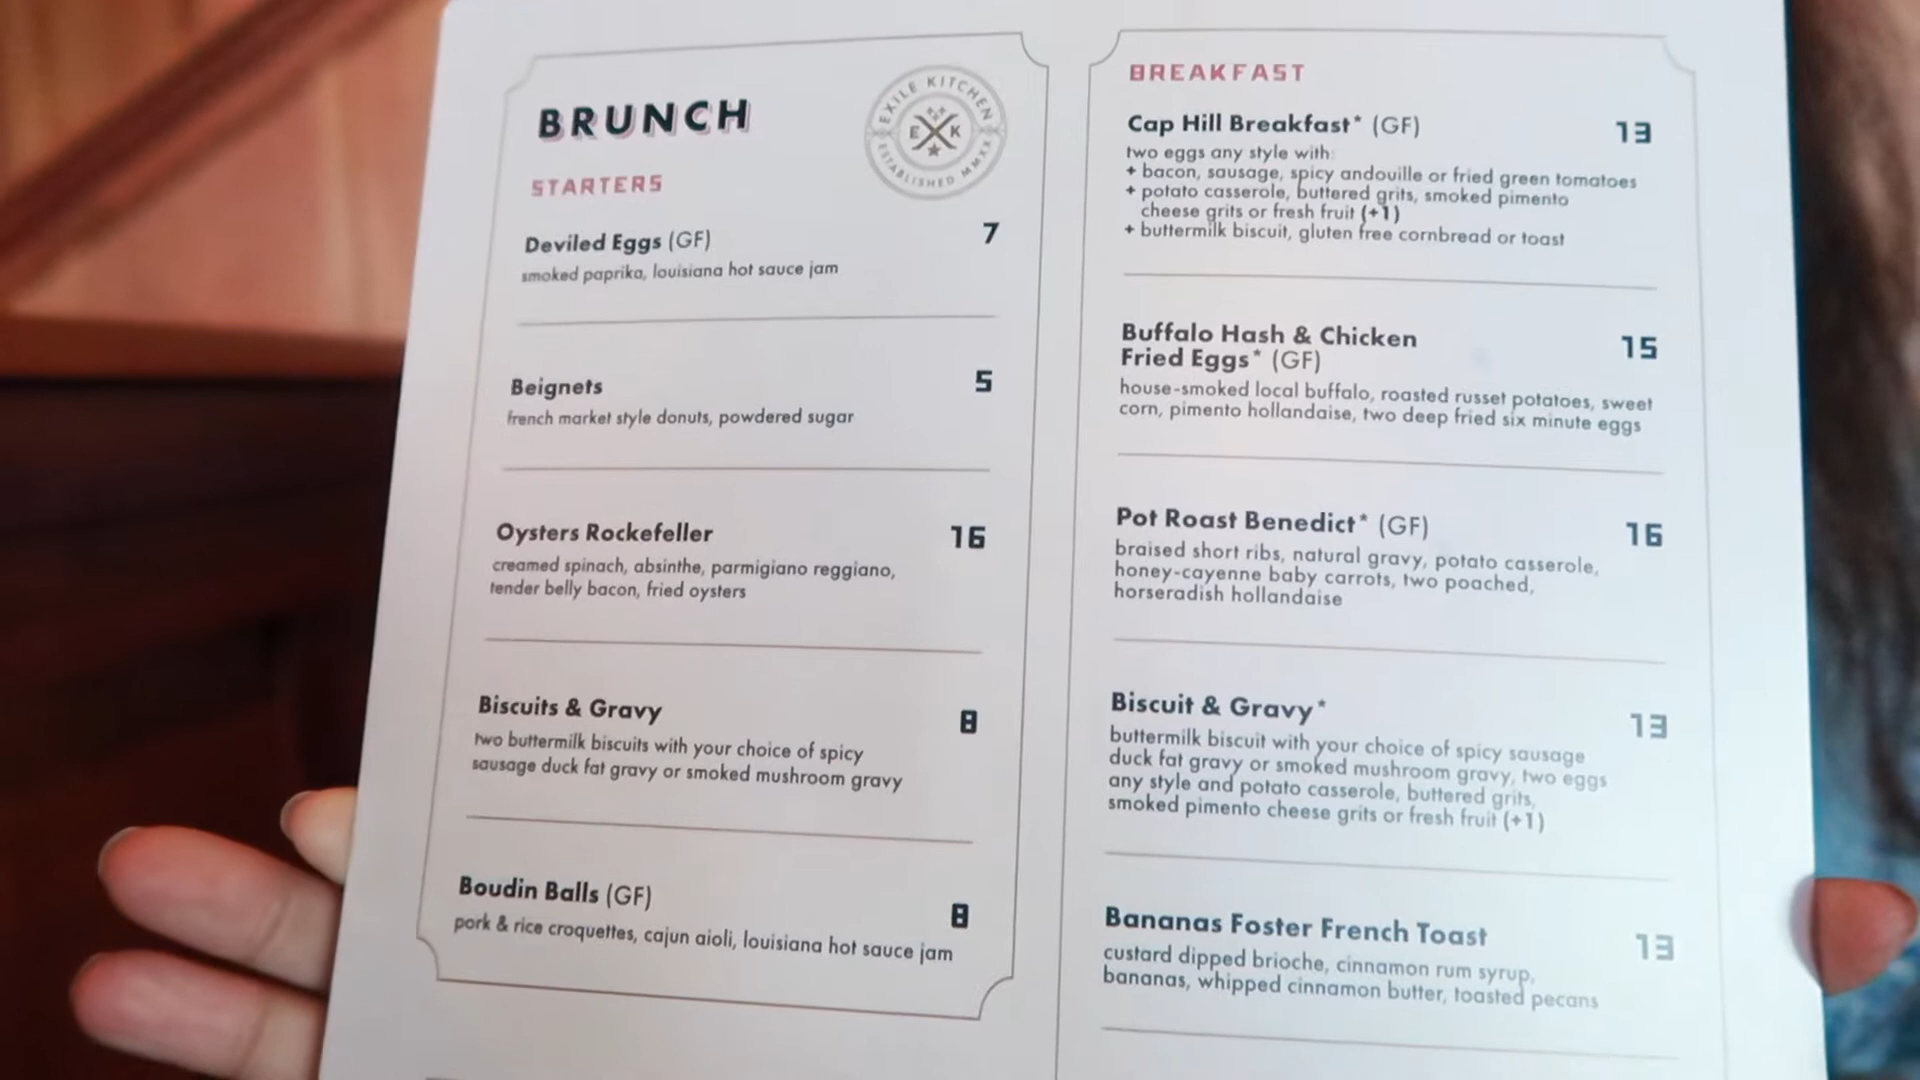 BRUNCH
EXILE KITCHEN
E K
ESTABLISHED MMXX
STARTERS
Deviled Eggs (GF) 7
smoked paprika, louisiana hot sauce jam
Beignets 5
french market style donuts, powdered sugar
Oysters Rockefeller 16
creamed spinach, absinthe, parmigiano reggiano,
tender belly bacon, fried oysters
Biscuits & Gravy 8
two buttermilk biscuits with your choice of spicy
sausage duck fat gravy or smoked mushroom gravy
Boudin Balls (GF) 8
pork & rice croquettes, cajun aioli, louisiana hot sauce jam
BREAKFAST
Cap Hill Breakfast* (GF) 13
two eggs any style with:
+ bacon, sausage, spicy andouille or fried green tomatoes
+ potato casserole, buttered grits, smoked pimento
cheese grits or fresh fruit (+1)
+ buttermilk biscuit, gluten free cornbread or toast
Buffalo Hash & Chicken
Fried Eggs* (GF) 15
house-smoked local buffalo, roasted russet potatoes, sweet
corn, pimento hollandaise, two deep fried six minute eggs
Pot Roast Benedict* (GF) 16
braised short ribs, natural gravy, potato casserole,
honey-cayenne baby carrots, two poached,
horseradish hollandaise
Biscuit & Gravy* 13
buttermilk biscuit with your choice of spicy sausage
duck fat gravy or smoked mushroom gravy, two eggs
any style and potato casserole, buttered grits,
smoked pimento cheese grits or fresh fruit (+1)
Bananas Foster French Toast 13
custard dipped brioche, cinnamon rum syrup,
bananas, whipped cinnamon butter, toasted pecans